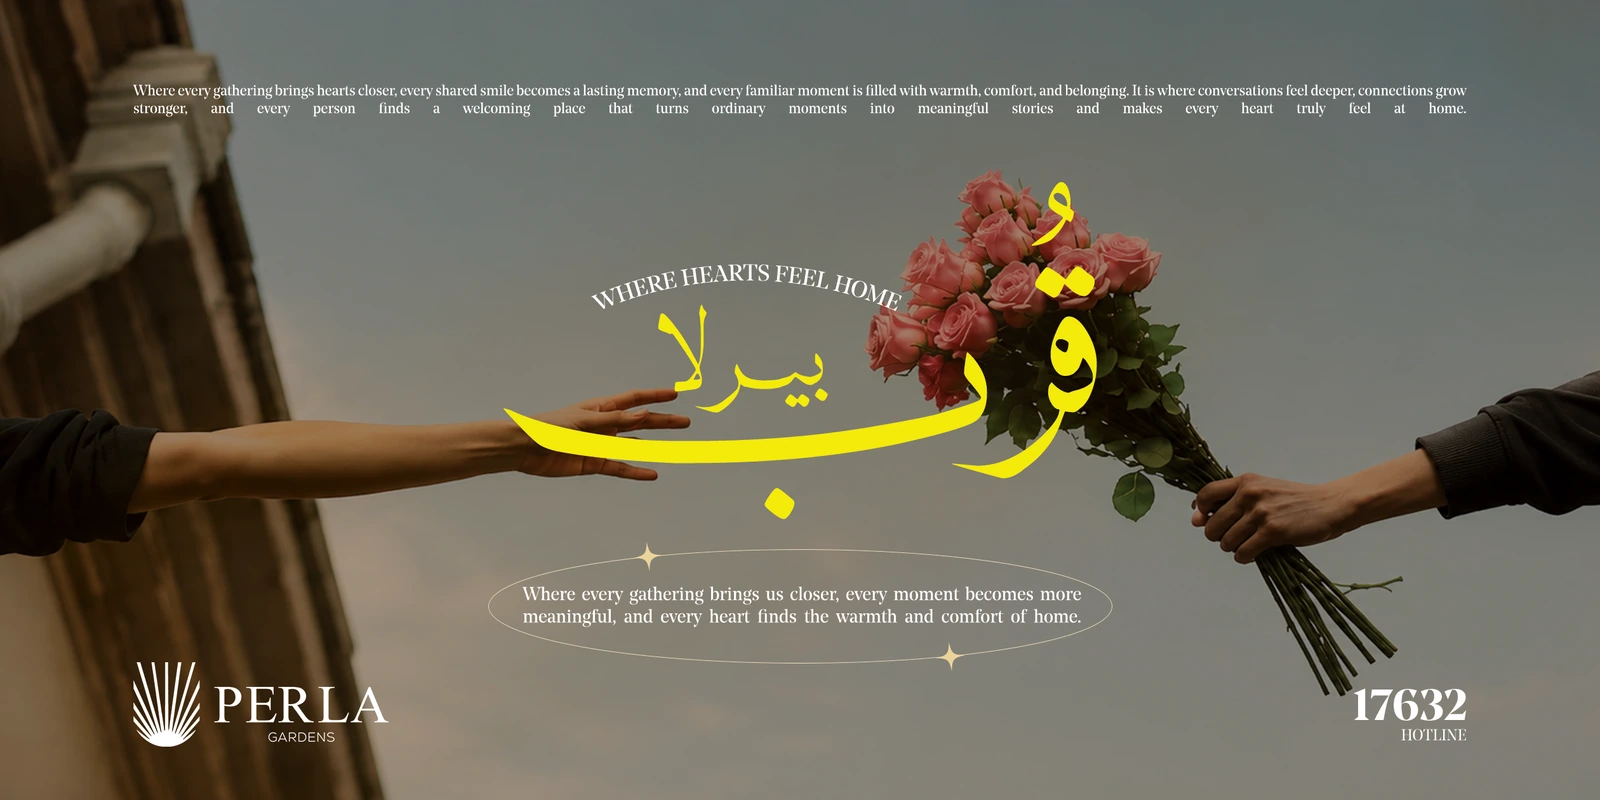 Where every gathering brings hearts closer, every shared smile becomes a lasting memory, and every familiar moment is filled with warmth, comfort, and belonging. It is where conversations feel deeper, connections grow
stronger, and every person finds a welcoming place that turns ordinary moments into meaningful stories and makes every heart truly feel at home.
WHERE HEARTS FEEL HOME
قُرب
بيرلا
Where every gathering brings us closer, every moment becomes more
meaningful, and every heart finds the warmth and comfort of home.
PERLA
GARDENS
17632
HOTLINE